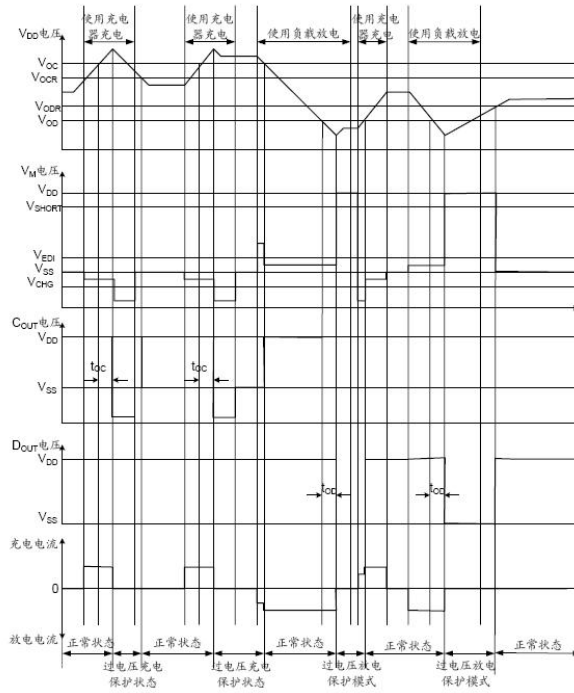 使用充电
器充电
使用充电
器充电
使用负载放电
使用充电
器充电
使用负载放电
VDD电压
VOC
VOCR
VODR
VOD
VM电压
VDD
VSHORT
VEDI
VSS
VCHG
COUT电压
VDD
tOC
tOC
VSS
DOUT电压
VDD
tOD
tOD
VSS
充电电流
0
放电电流
正常状态
正常状态
正常状态
正常状态
正常状态
过电压充电
保护状态
过电压充电
保护状态
过电压放电
保护模式
过电压放电
保护模式